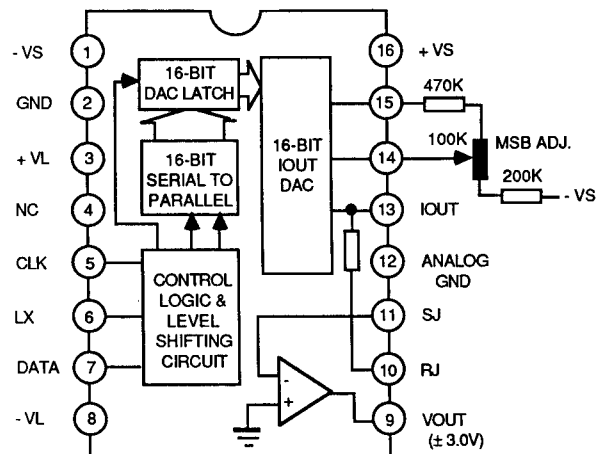 - VS
1
GND
2
+ VL
3
NC
4
CLK
5
LX
6
DATA
7
- VL
8
16-BIT
DAC LATCH
16-BIT
SERIAL TO
PARALLEL
CONTROL
LOGIC &
LEVEL
SHIFTING
CIRCUIT
16-BIT
IOUT
DAC
-
+
16
+ VS
15
470K
14
100K
MSB ADJ.
200K
- VS
13
IOUT
12
ANALOG
GND
11
SJ
10
RJ
9
VOUT
(± 3.0V)